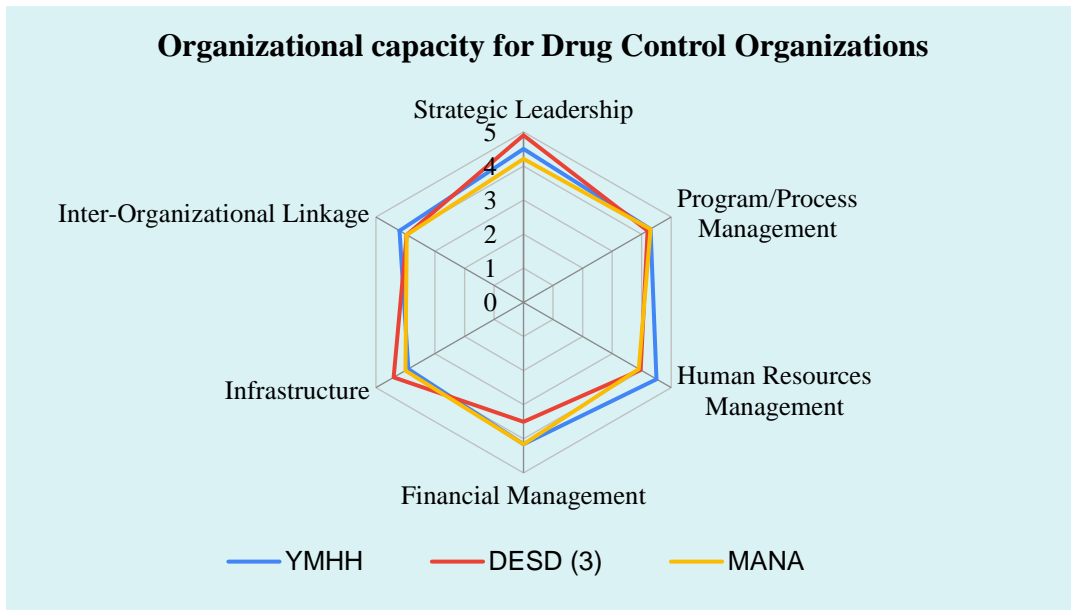 Organizational capacity for Drug Control Organizations
Strategic Leadership
5
4
3
2
1
0
Program/Process
Management
Human Resources
Management
Financial Management
Infrastructure
Inter-Organizational Linkage
YMHH
DESD (3)
MANA